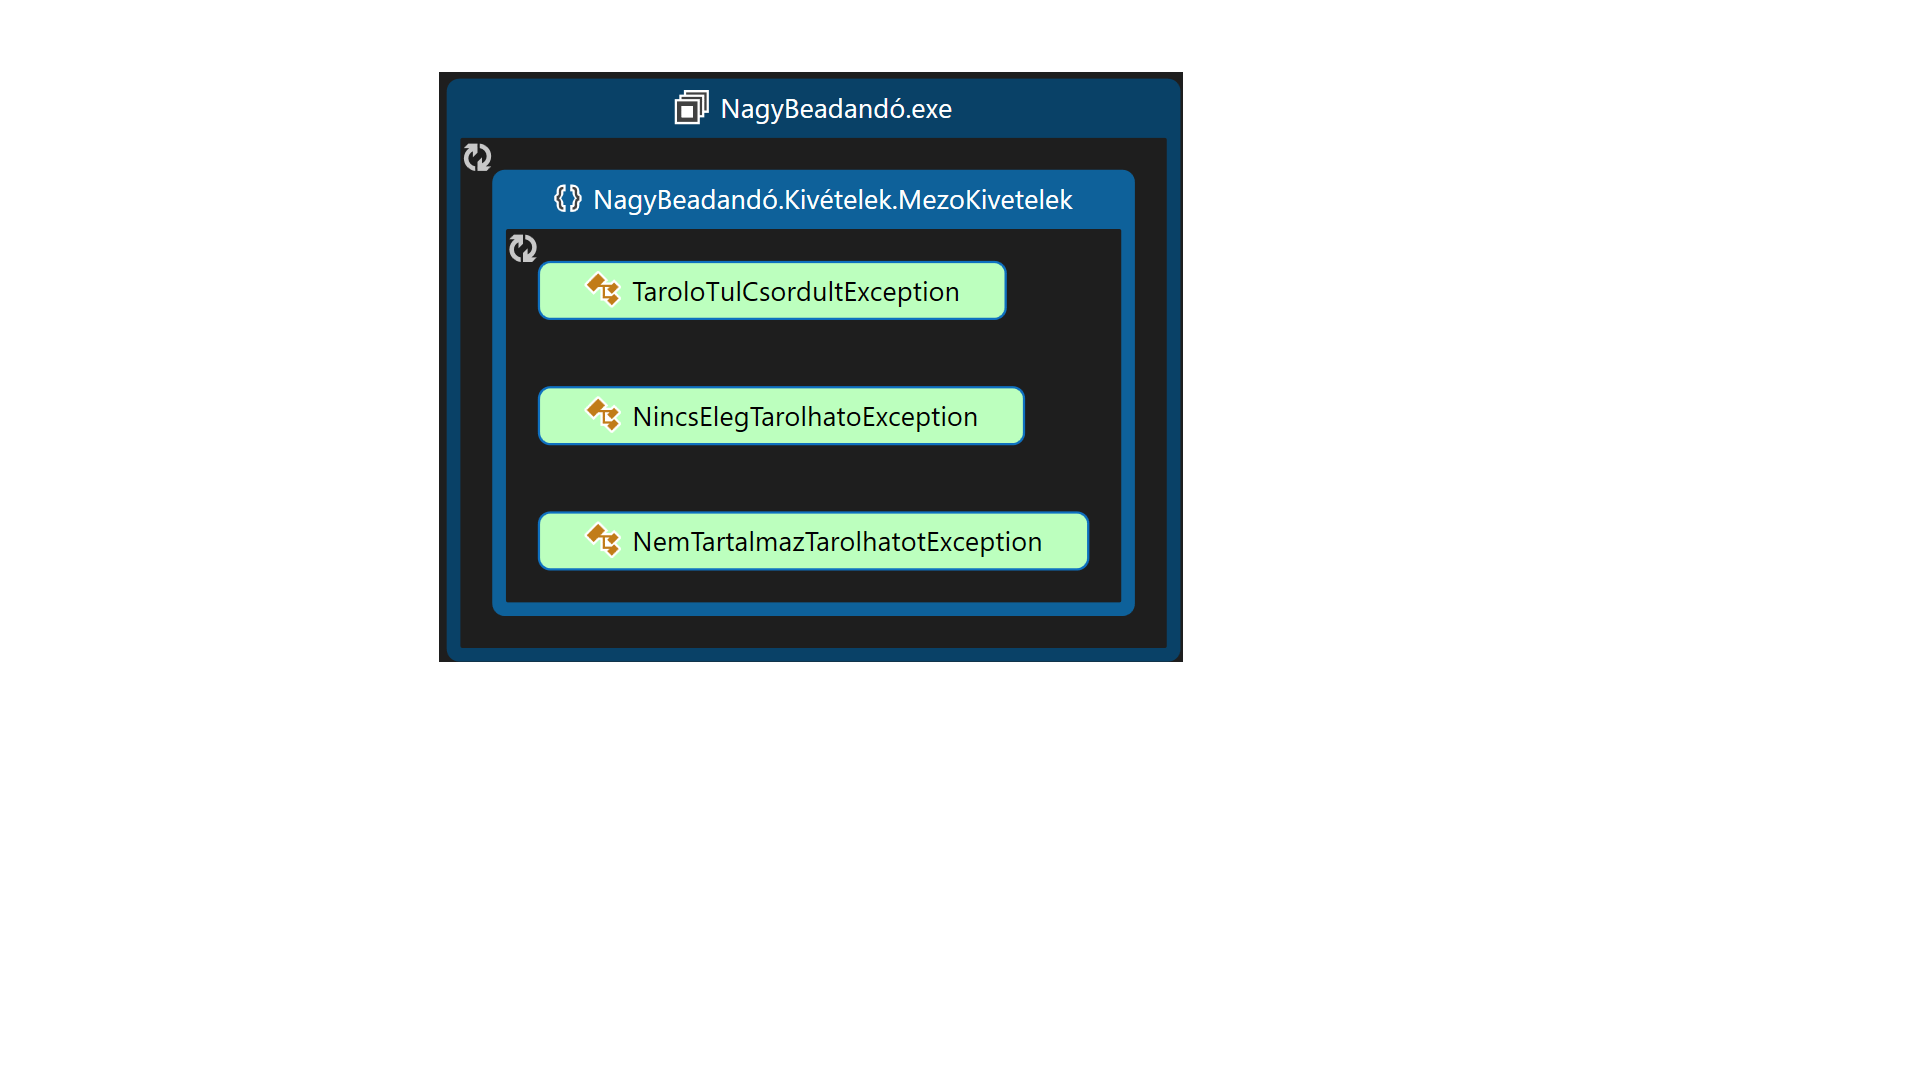 NagyBeadandó.exe
NagyBeadandó.Kivételek.MezoKivetelek
TaroloTulCsordultException
NincsElegTarolhatoException
NemTartalmazTarolhatotException